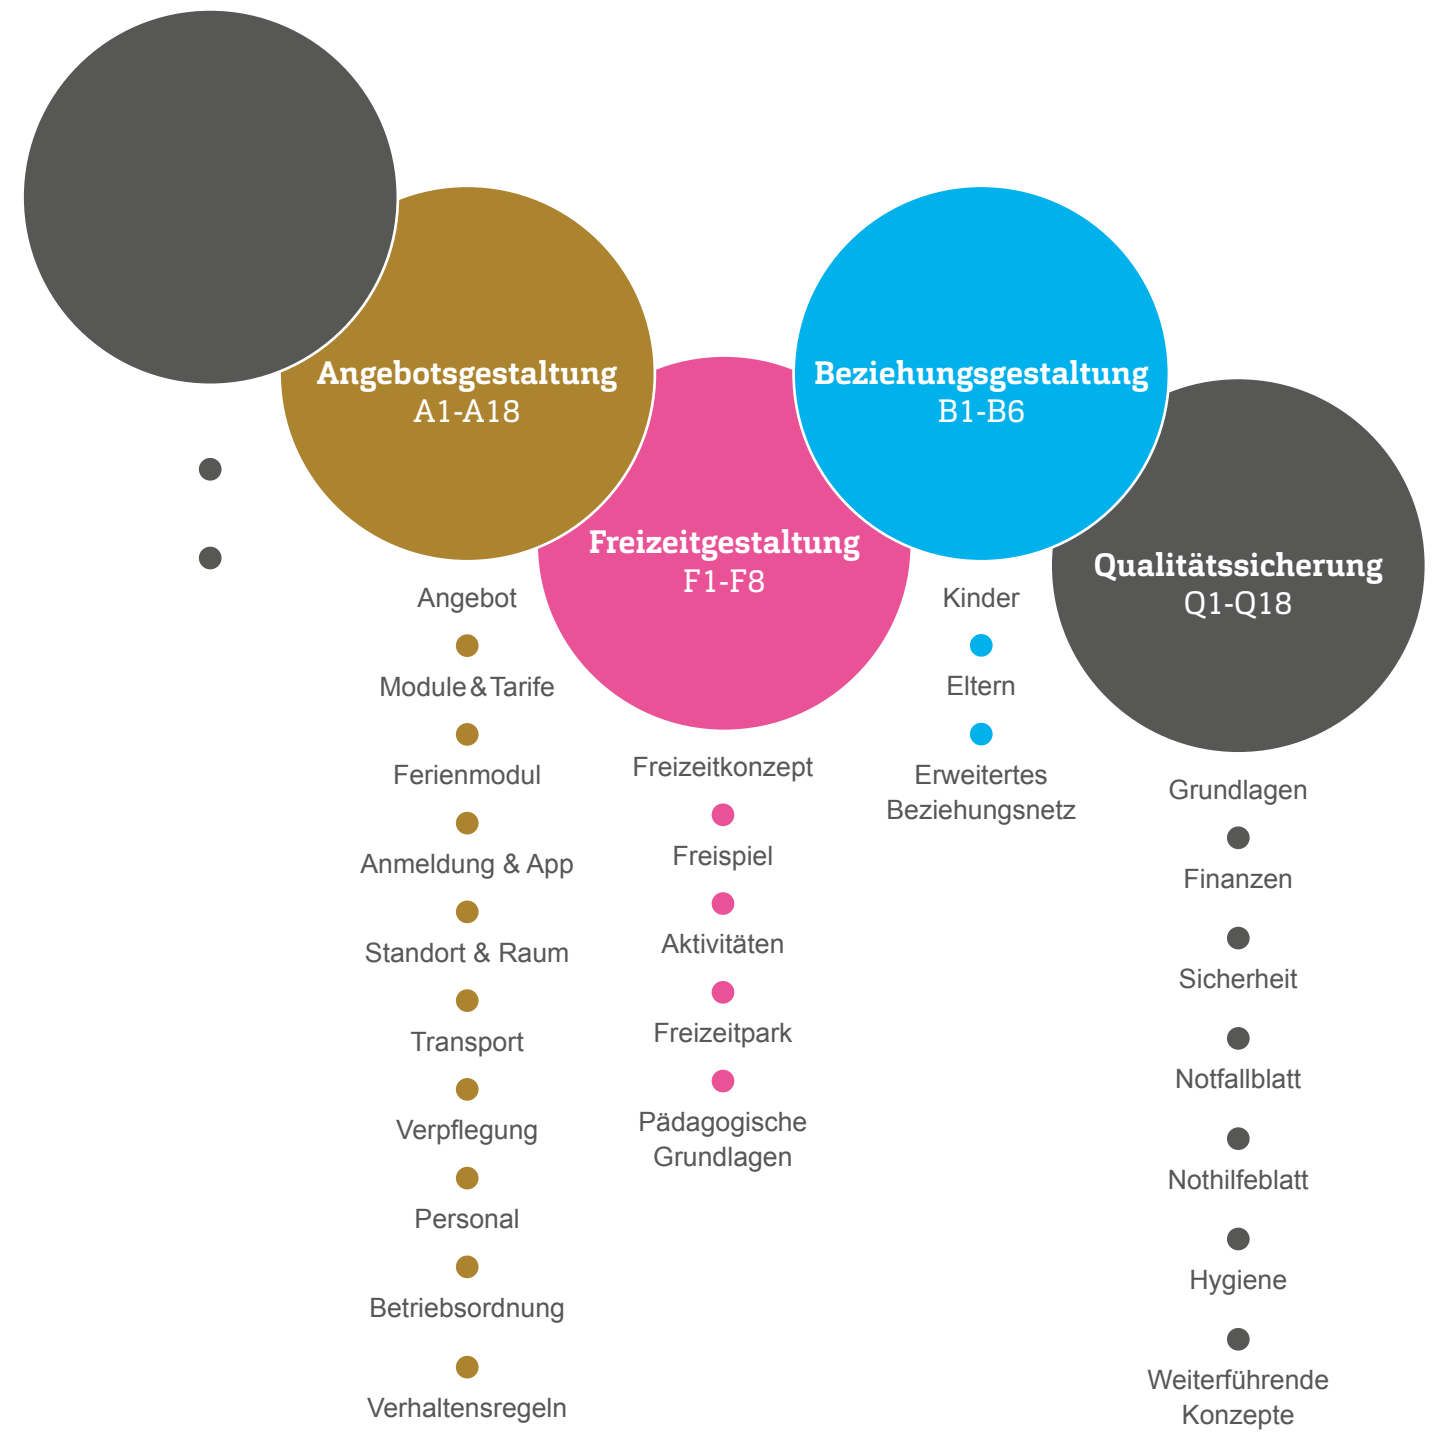 Angebotsgestaltung
A1-A18
Angebot
Module & Tarife
Ferienmodul
Anmeldung & App
Standort & Raum
Transport
Verpflegung
Personal
Betriebsordnung
Verhaltensregeln
Freizeitgestaltung
F1-F8
Freizeitkonzept
Freispiel
Aktivitäten
Freizeitpark
Pädagogische
Grundlagen
Beziehungsgestaltung
B1-B6
Kinder
Eltern
Erweitertes
Beziehungsnetz
Qualitätssicherung
Q1-Q18
Grundlagen
Finanzen
Sicherheit
Notfallblatt
Nothilfeblatt
Hygiene
Weiterführende
Konzepte